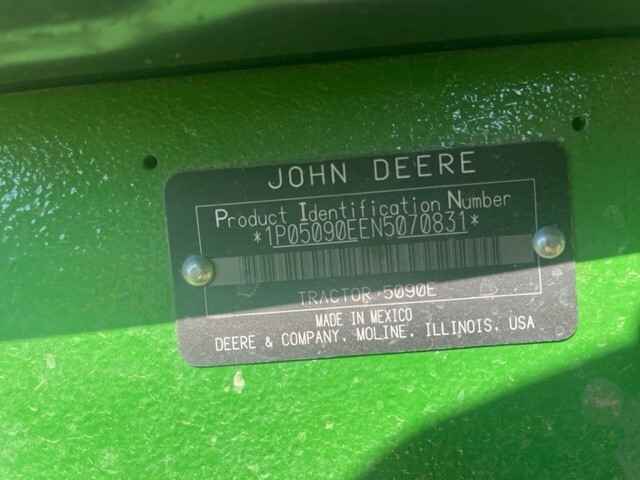 JOHN DEERE
Product Identification Number
*1P05090EEN5070831*
TRACTOR 5090E
MADE IN MEXICO
DEERE & COMPANY, MOLINE, ILLINOIS, USA